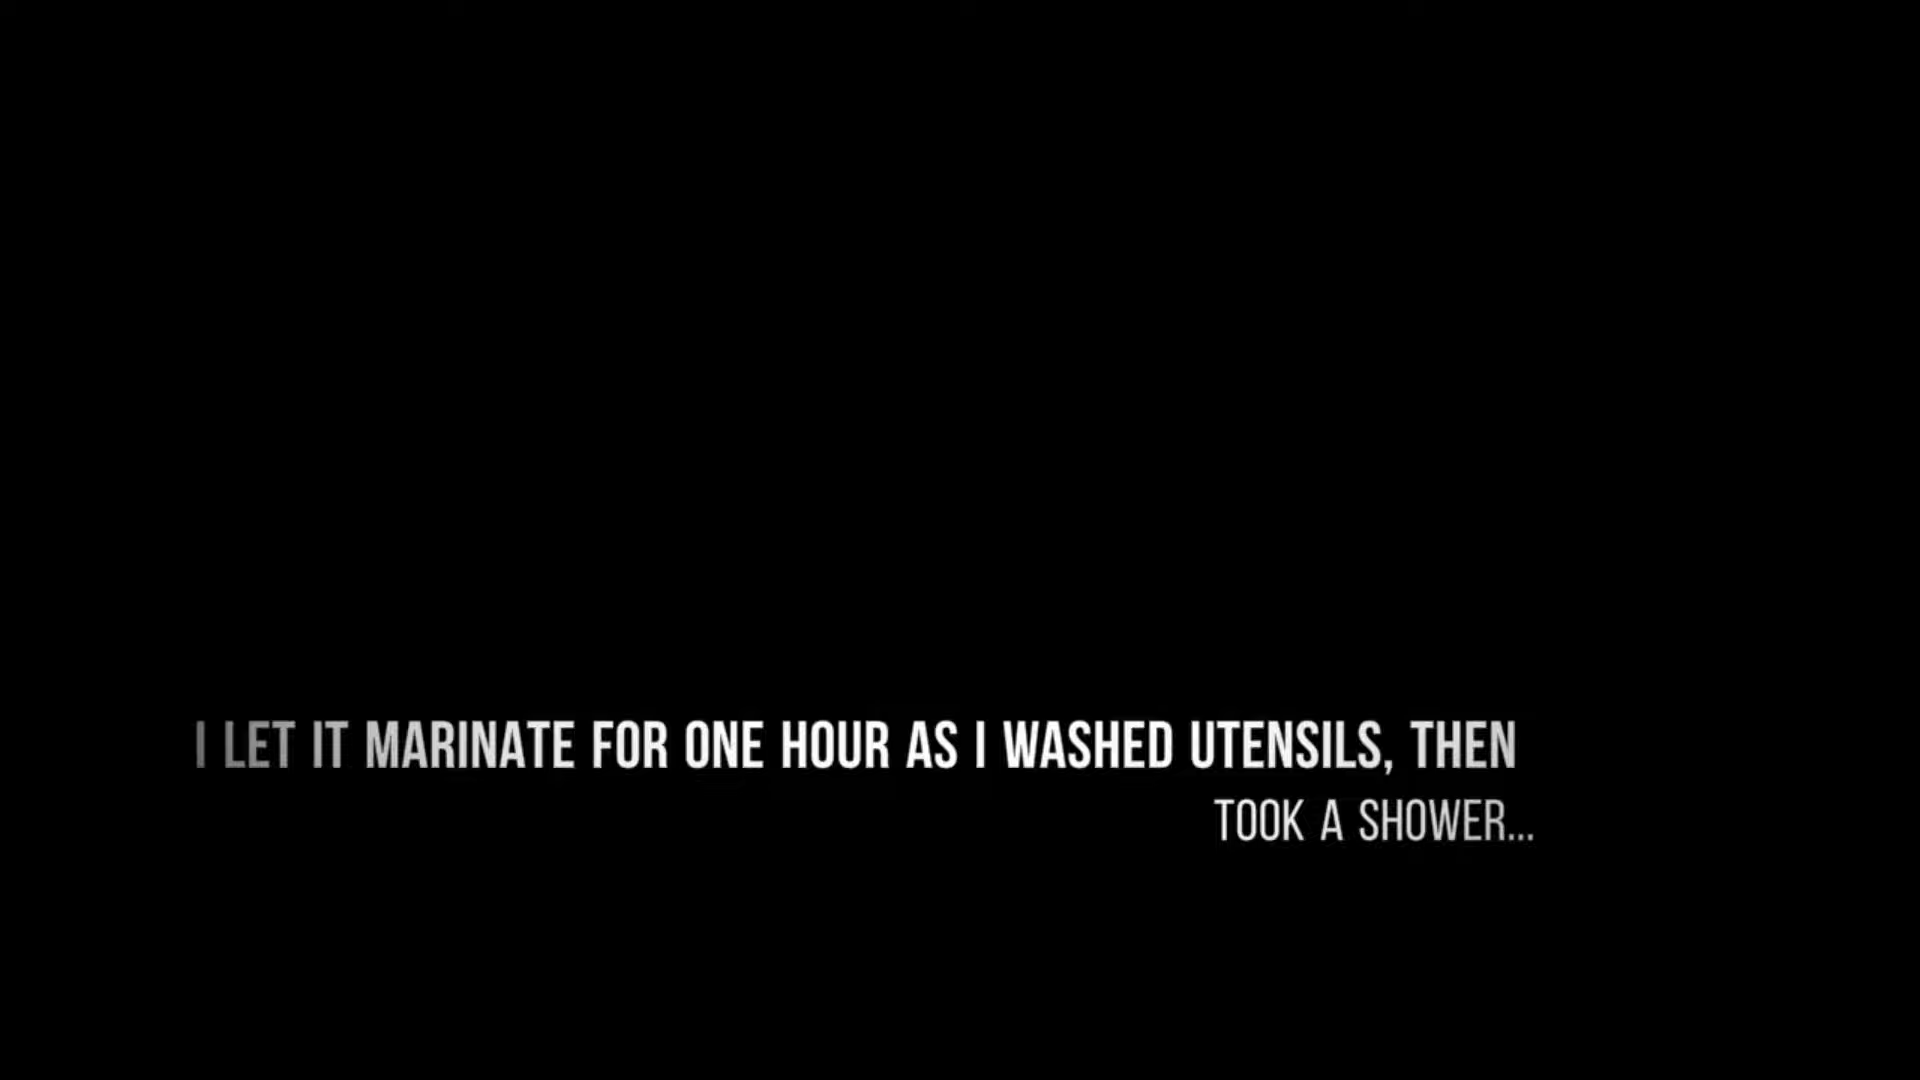 I LET IT MARINATE FOR ONE HOUR AS I WASHED UTENSILS, THEN
TOOK A SHOWER...